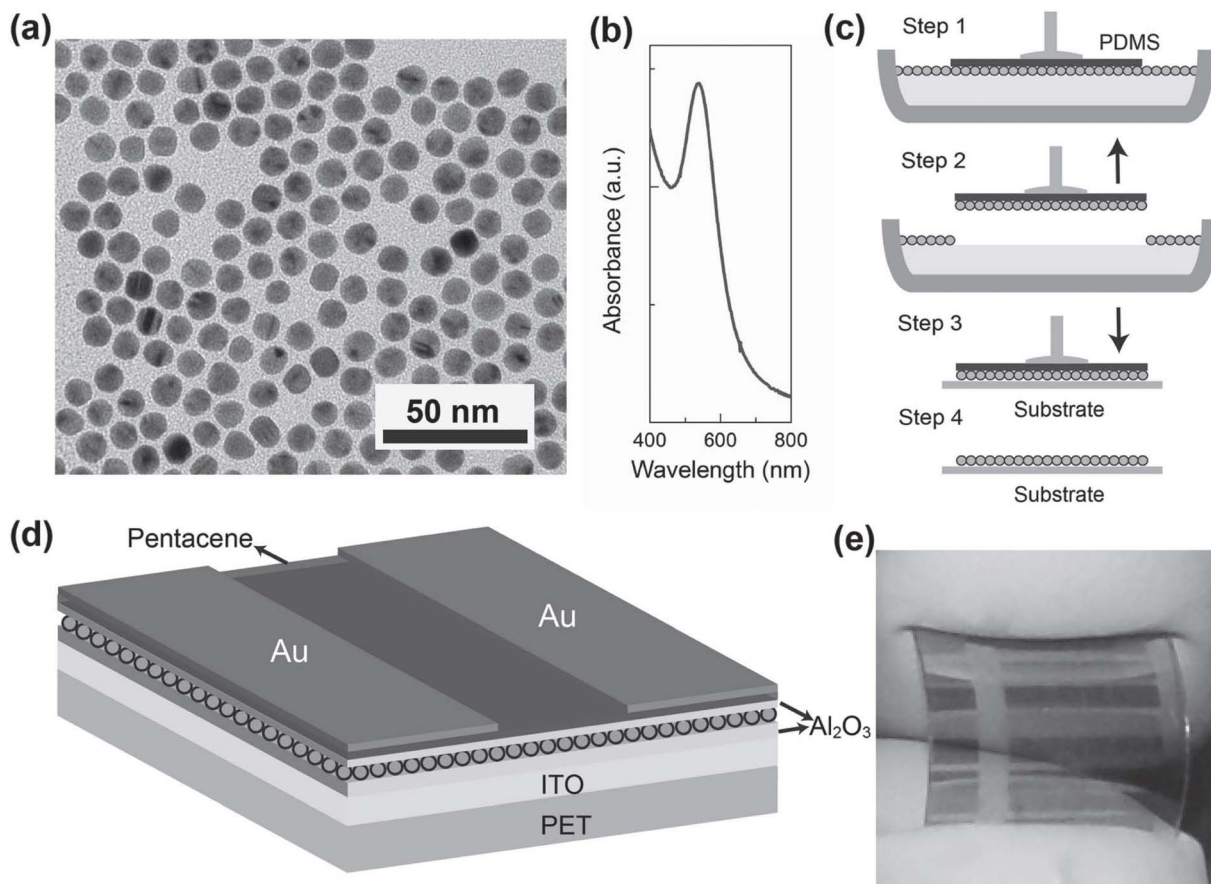 (a)
50 nm
(b)
Absorbance (a.u.)
400 600 800
Wavelength (nm)
(c)
Step 1
PDMS
Step 2
Step 3
Substrate
Step 4
Substrate
(d)
Pentacene
Au
Au
Al₂O₃
ITO
PET
(e)